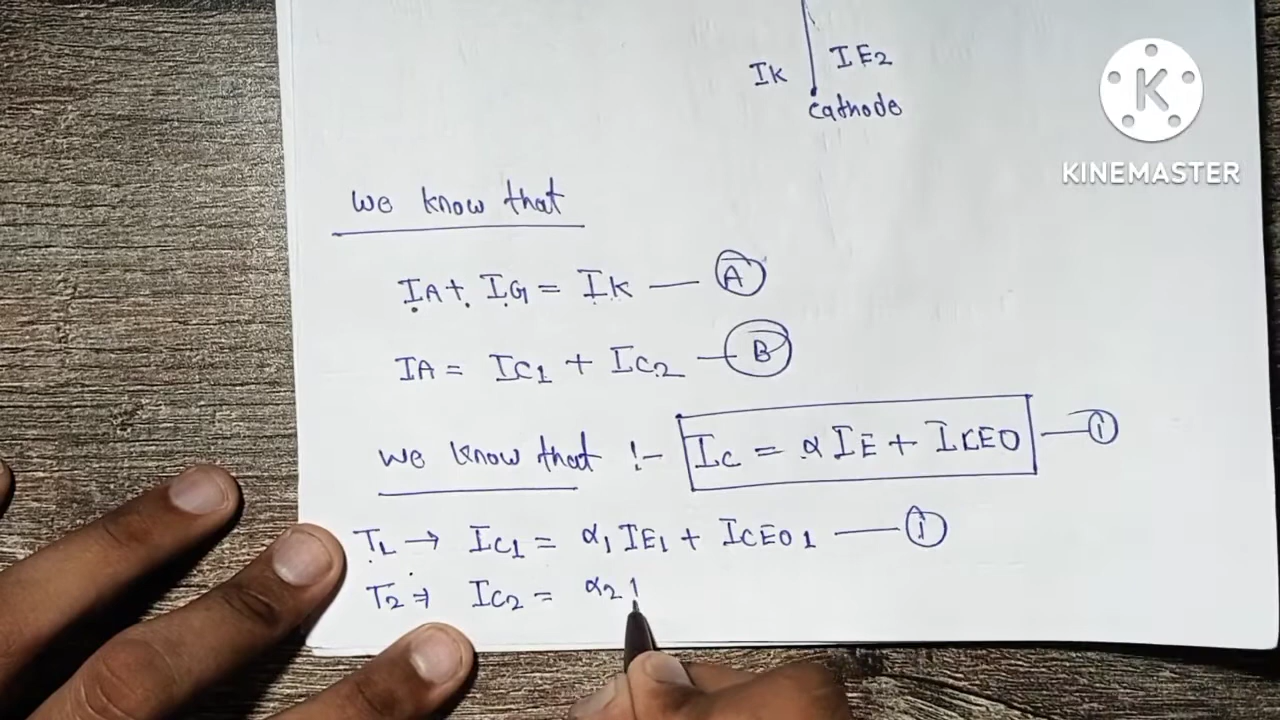 IK IE2
cathode
K
KINEMASTER
we know that
IA + IG = IK — A
IA = IC1 + IC2 — B
we know that :- IC = α IE + ICEO — 1
T1 → IC1 = α1 IE1 + ICEO1 — 1
T2 → IC2 = α2 I